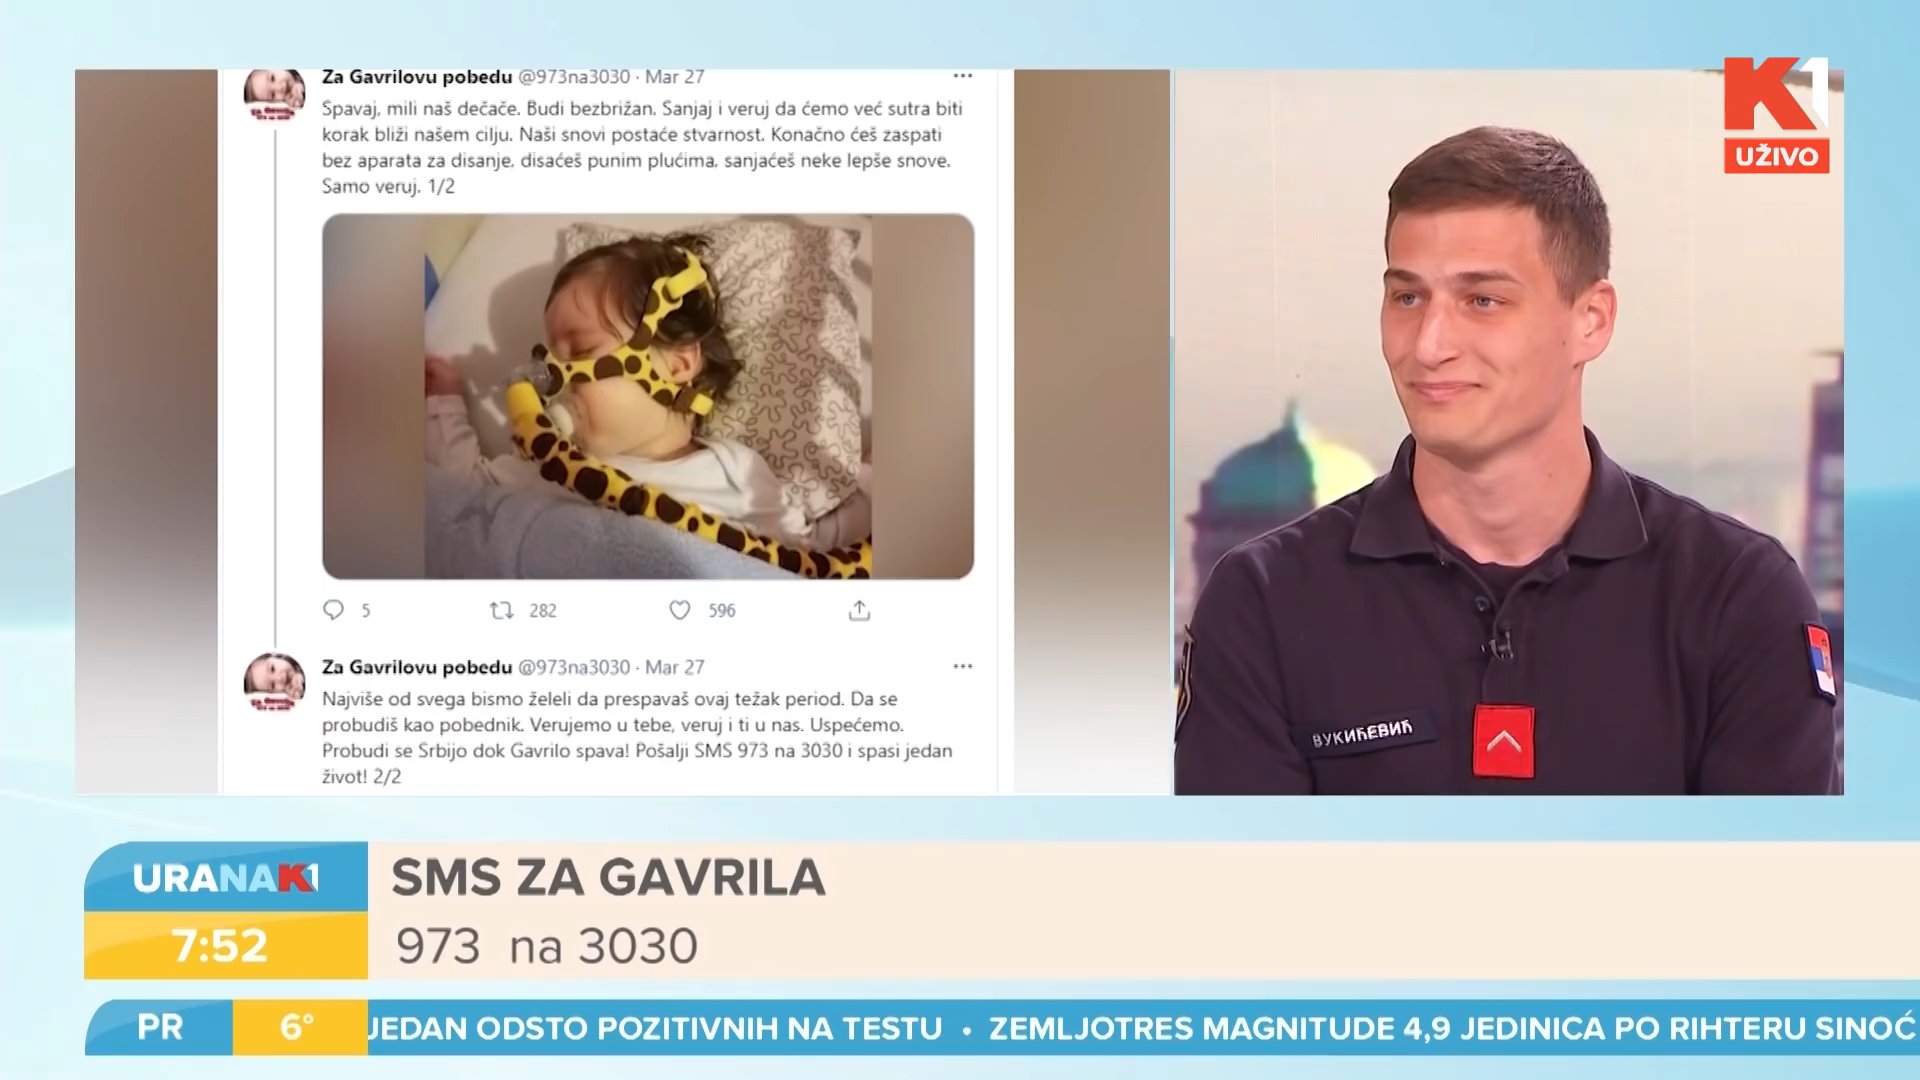 Za Gavrilovu pobedu @973na3030 · Mar 27
Spavaj, mili naš dečače. Budi bezbrižan. Sanjaj i veruj da ćemo već sutra biti
korak bliži našem cilju. Naši snovi postaće stvarnost. Konačno ćeš zaspati
bez aparata za disanje, disaćeš punim plućima, sanjaćeš neke lepše snove.
Samo veruj. 1/2
5 282 596
Za Gavrilovu pobedu @973na3030 · Mar 27
Najviše od svega bismo želeli da prespavaš ovaj težak period. Da se
probudiš kao pobednik. Verujemo u tebe, veruj i ti u nas. Uspećemo.
Probudi se Srbijo dok Gavrilo spava! Pošalji SMS 973 na 3030 i spasi jedan
život! 2/2
K1
UŽIVO
ВУКИЋЕВИЋ
URANAK1
7:52
SMS ZA GAVRILA
973 na 3030
PR 6°
JEDAN ODSTO POZITIVNIH NA TESTU • ZEMLJOTRES MAGNITUDE 4,9 JEDINICA PO RIHTERU SINOĆ